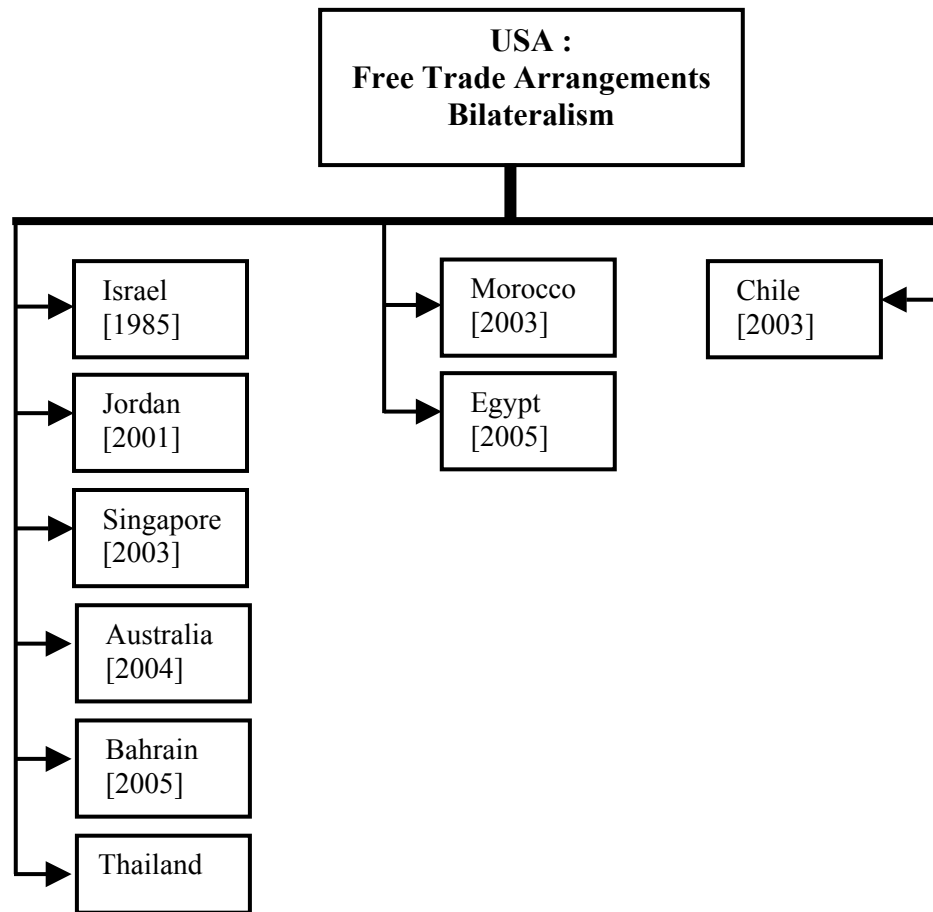 USA :
Free Trade Arrangements
Bilateralism
Israel
[1985]
Jordan
[2001]
Singapore
[2003]
Australia
[2004]
Bahrain
[2005]
Thailand
Morocco
[2003]
Egypt
[2005]
Chile
[2003]